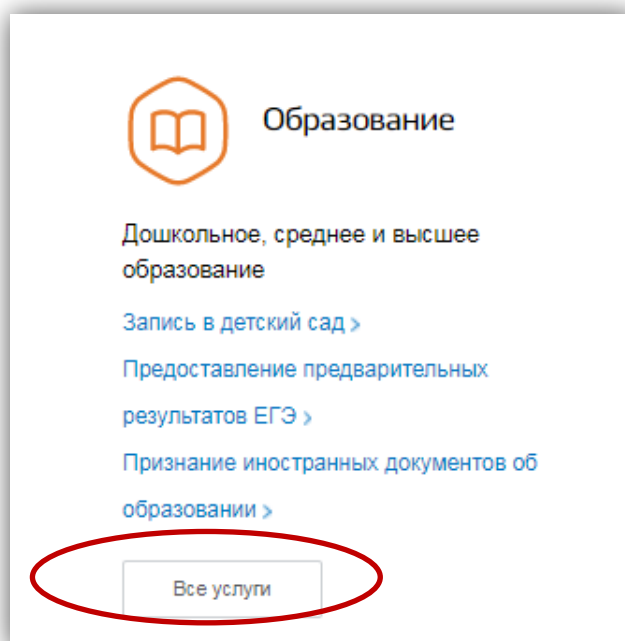 Образование
Дошкольное, среднее и высшее
образование
Запись в детский сад >
Предоставление предварительных
результатов ЕГЭ >
Признание иностранных документов об
образовании >
Все услуги